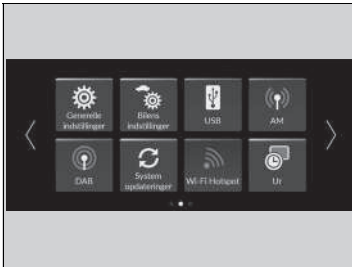 Generelle
indstillinger
Bilens
indstillinger
USB
AM
DAB
System
opdateringer
Wi-Fi Hotspot
Ur